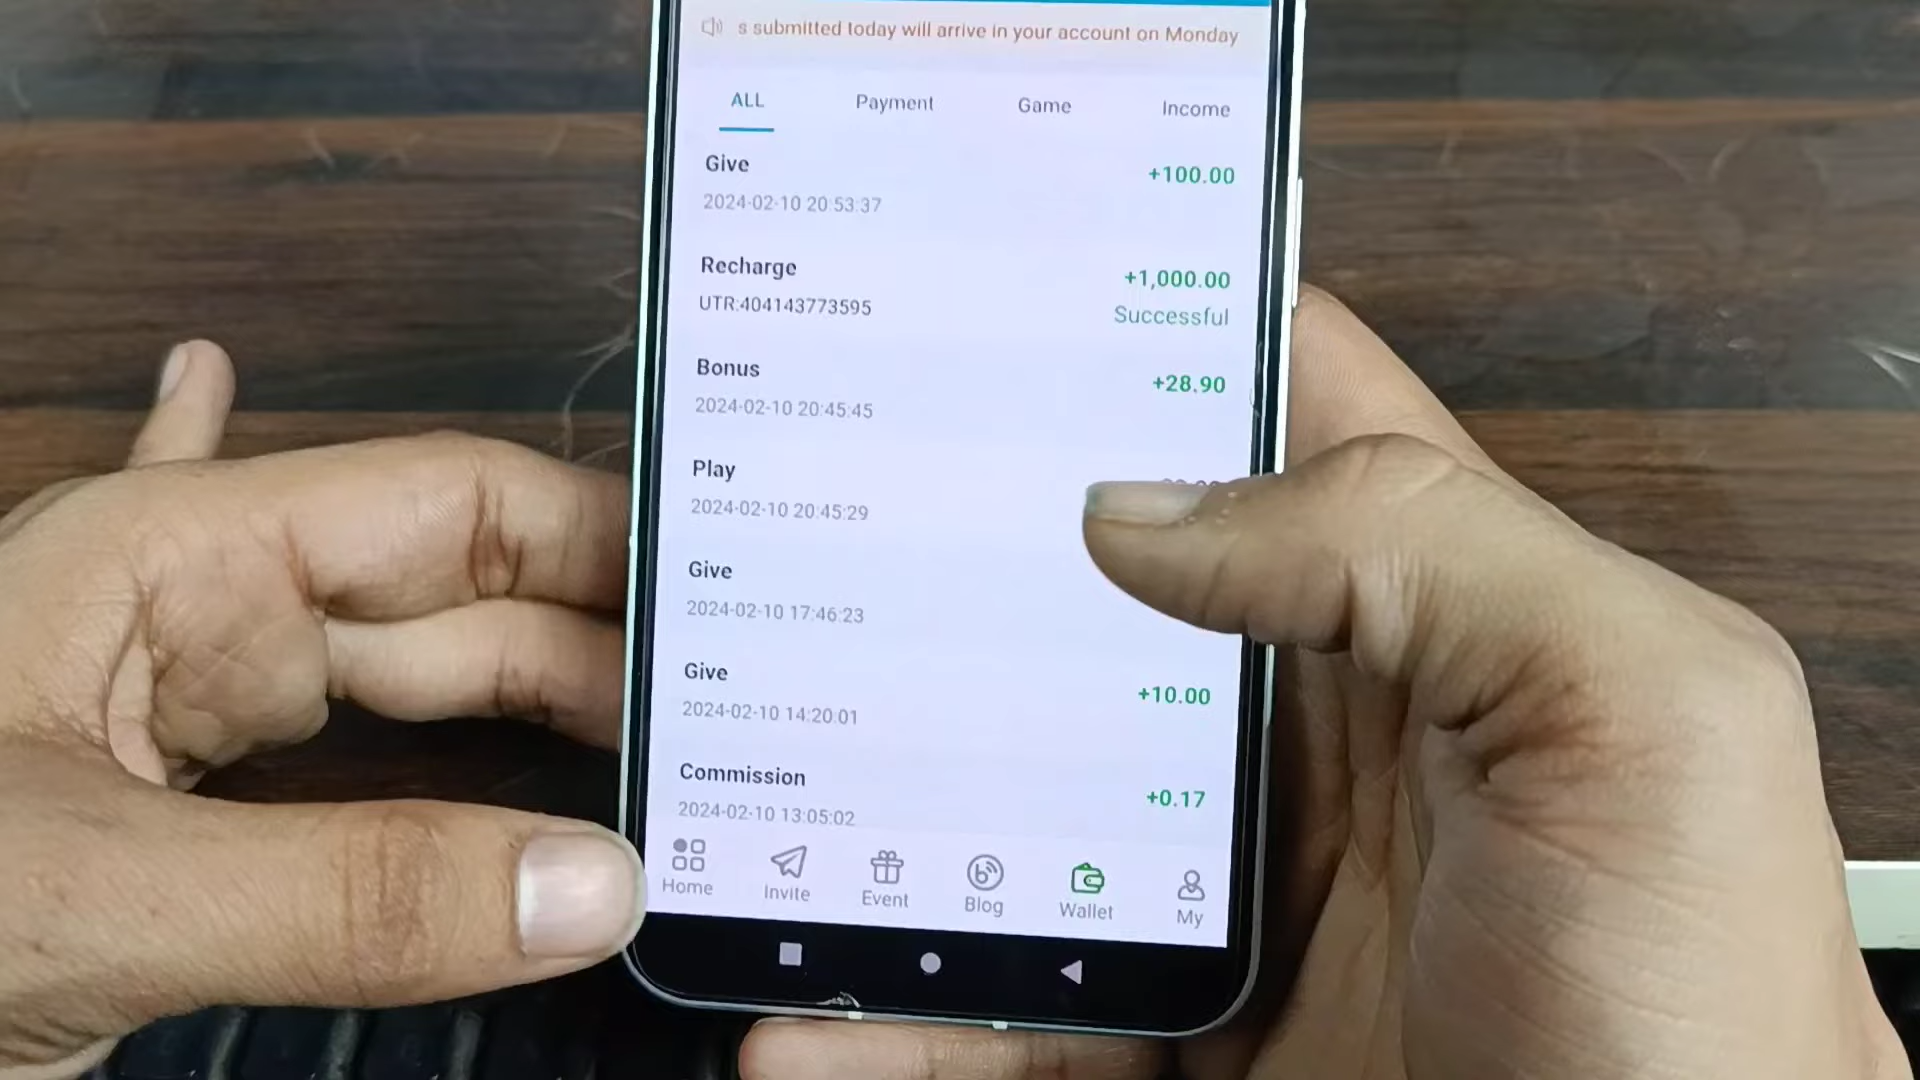 s submitted today will arrive in your account on Monday
ALL Payment Game Income
Give +100.00
2024-02-10 20:53:37
Recharge +1,000.00
UTR:404143773595 Successful
Bonus +28.90
2024-02-10 20:45:45
Play
2024-02-10 20:45:29
Give
2024-02-10 17:46:23
Give +10.00
2024-02-10 14:20:01
Commission +0.17
2024-02-10 13:05:02
Home Invite Event Blog Wallet My